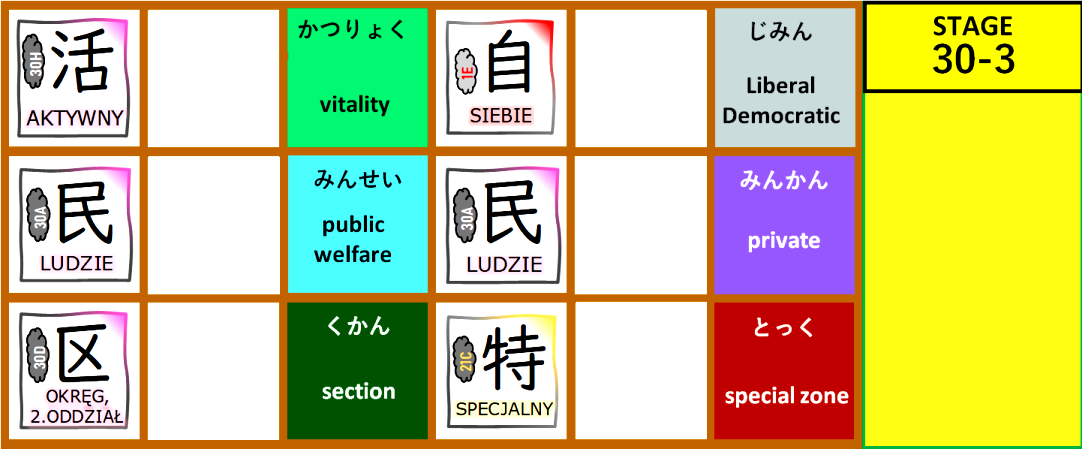 30H
活
AKTYWNY
かつりょく
vitality
1E
自
SIEBIE
じみん
Liberal
Democratic
STAGE
30-3
30A
民
LUDZIE
みんせい
public
welfare
30A
民
LUDZIE
みんかん
private
30D
区
OKRĘG,
2.ODDZIAŁ
くかん
section
21C
特
SPECJALNY
とっく
special zone